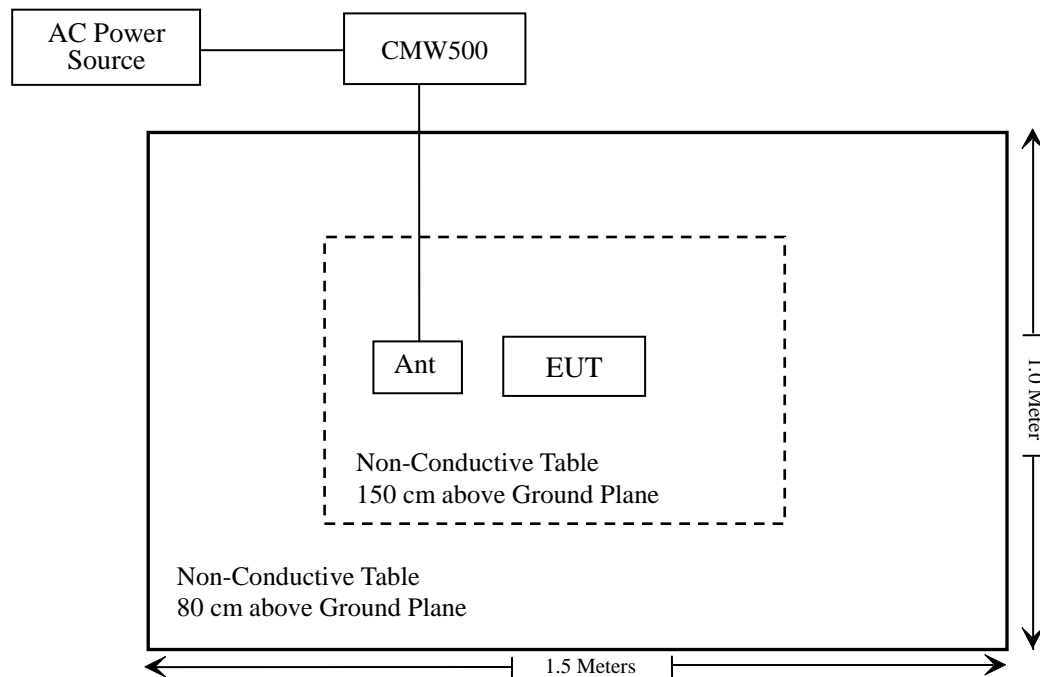 AC Power
Source
CMW500
Ant
EUT
Non-Conductive Table
150 cm above Ground Plane
Non-Conductive Table
80 cm above Ground Plane
1.0 Meter
1.5 Meters